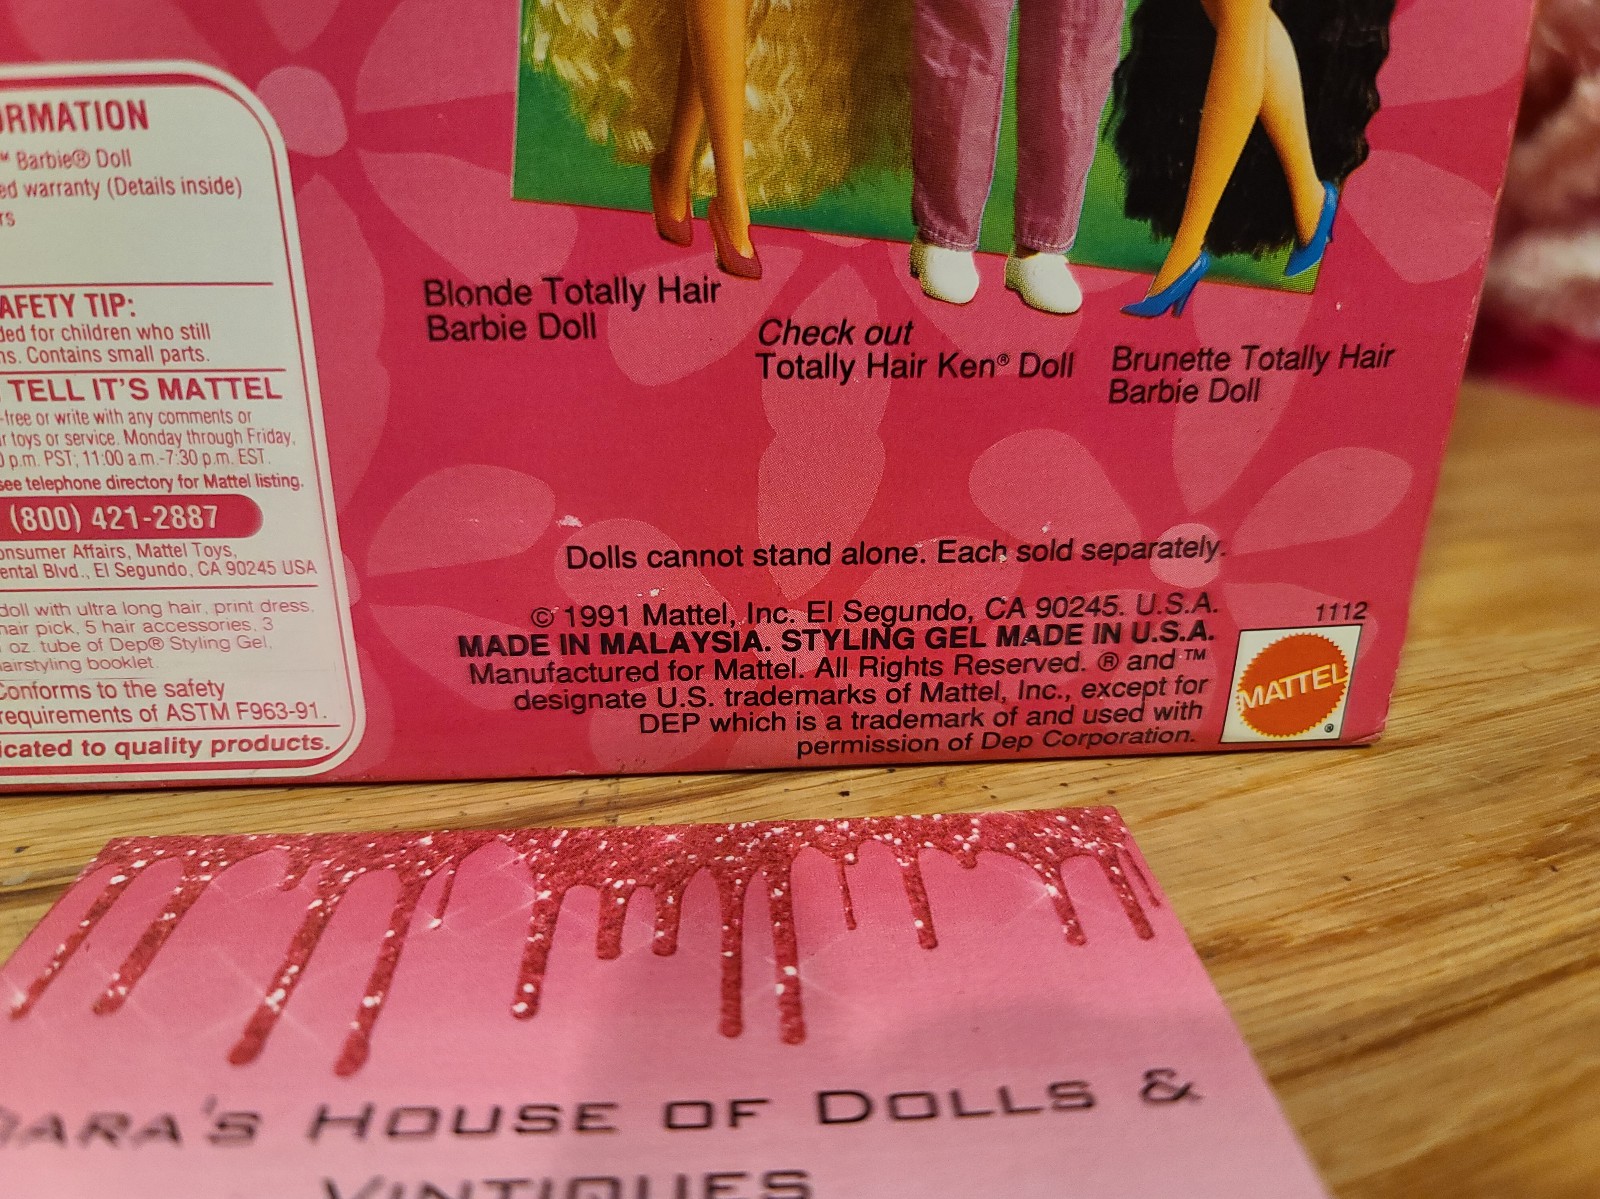 ORMATION
™ Barbie® Doll
ed warranty (Details inside)
rs
AFETY TIP:
ded for children who still
ns. Contains small parts.
TELL IT'S MATTEL
-free or write with any comments or
r toys or service. Monday through Friday,
0 p.m. PST; 11:00 a.m.-7:30 p.m. EST.
see telephone directory for Mattel listing.
(800) 421-2887
onsumer Affairs, Mattel Toys,
ental Blvd., El Segundo, CA 90245 USA
doll with ultra long hair, print dress,
hair pick, 5 hair accessories, 3
oz. tube of Dep® Styling Gel,
airstyling booklet.
Conforms to the safety
requirements of ASTM F963-91.
icated to quality products.
Blonde Totally Hair
Barbie Doll
Check out
Totally Hair Ken® Doll
Brunette Totally Hair
Barbie Doll
Dolls cannot stand alone. Each sold separately.
© 1991 Mattel, Inc. El Segundo, CA 90245. U.S.A.
MADE IN MALAYSIA. STYLING GEL MADE IN U.S.A.
Manufactured for Mattel. All Rights Reserved. ® and ™
designate U.S. trademarks of Mattel, Inc., except for
DEP which is a trademark of and used with
permission of Dep Corporation.
1112
MATTEL
®
BARA'S HOUSE OF DOLLS &
VINTIQUES